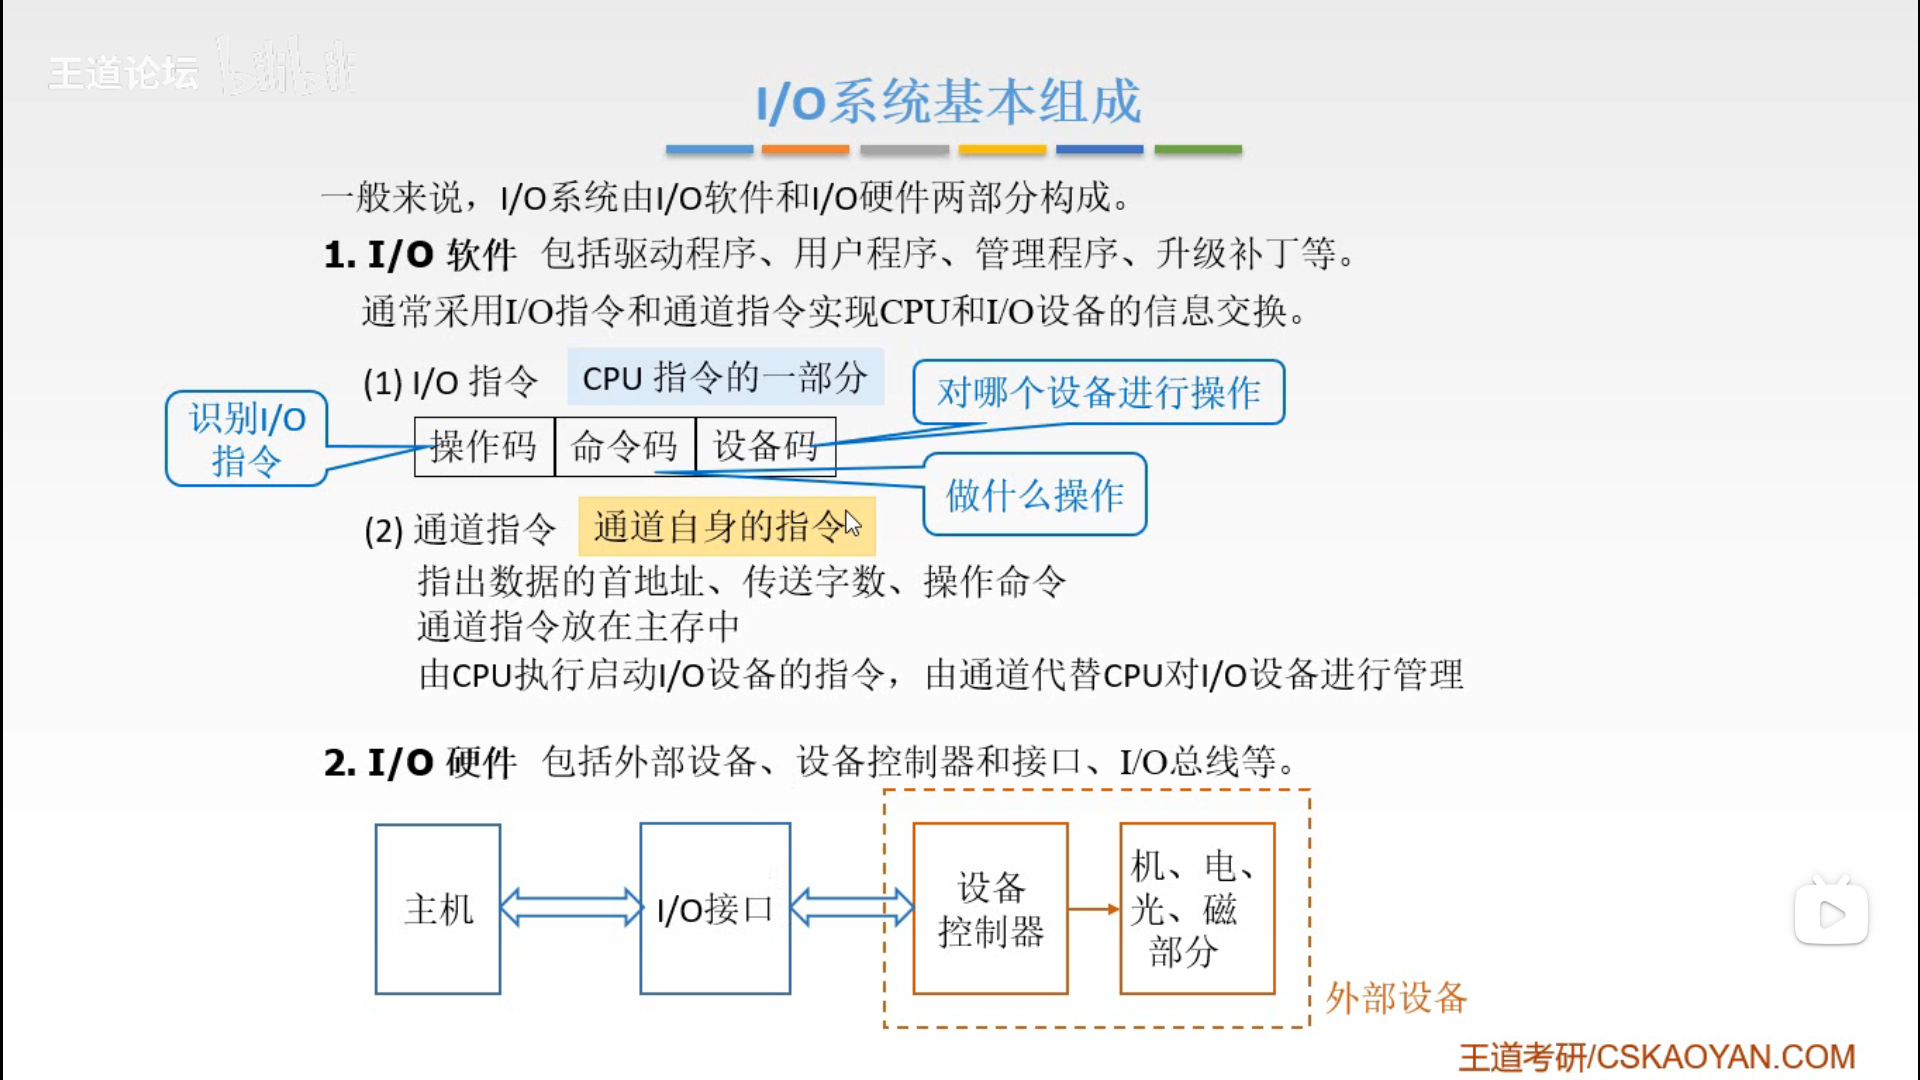 王道论坛 bilibili
I/O系统基本组成
一般来说，I/O系统由I/O软件和I/O硬件两部分构成。
1. I/O 软件 包括驱动程序、用户程序、管理程序、升级补丁等。
通常采用I/O指令和通道指令实现CPU和I/O设备的信息交换。
(1) I/O 指令 CPU 指令的一部分
对哪个设备进行操作
识别I/O
指令
操作码 命令码 设备码
做什么操作
(2) 通道指令 通道自身的指令
指出数据的首地址、传送字数、操作命令
通道指令放在主存中
由CPU执行启动I/O设备的指令，由通道代替CPU对I/O设备进行管理
2. I/O 硬件 包括外部设备、设备控制器和接口、I/O总线等。
主机
I/O接口
设备
控制器
机、电、
光、磁
部分
外部设备
王道考研/CSKAOYAN.COM